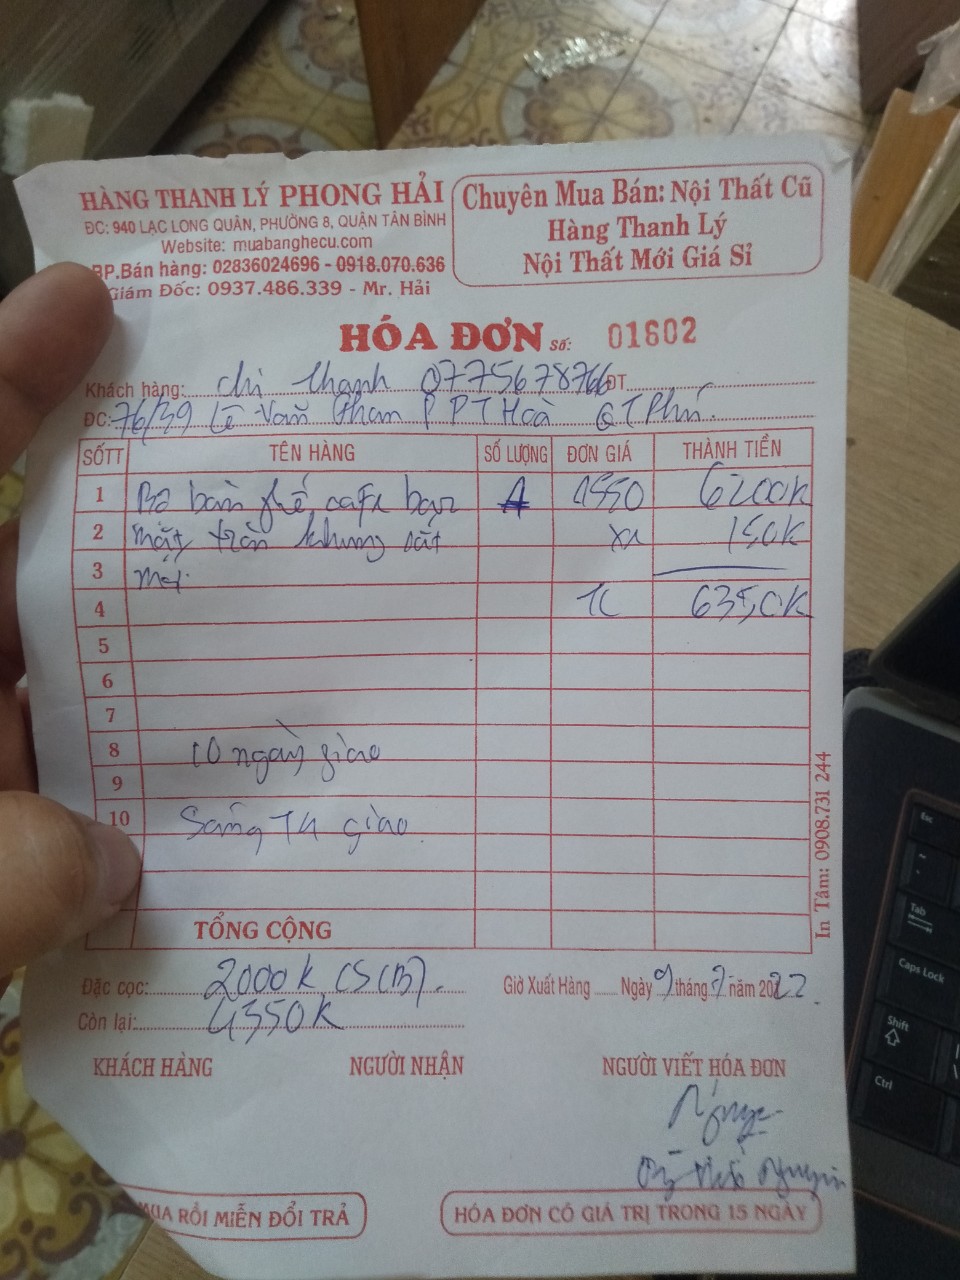 HÀNG THANH LÝ PHONG HẢI
ĐC: 940 LẠC LONG QUÂN, PHƯỜNG 8, QUẬN TÂN BÌNH
Website: muabanghecu.com
BP.Bán hàng: 02836024696 - 0918.070.636
Giám Đốc: 0937.486.339 - Mr. Hải
Chuyên Mua Bán: Nội Thất Cũ
Hàng Thanh Lý
Nội Thất Mới Giá Sỉ
HÓA ĐƠN Số: 01602
Khách hàng: chị Thanh 0775678766 ĐT
ĐC: 76/39 Lê Văn Phan P PT Hoà Q T Phú.
SỐTT TÊN HÀNG SỐ LƯỢNG ĐƠN GIÁ THÀNH TIỀN
1 Bộ bàn ghế cafe bạc 4 1550 6200K
2 mặt tròn khung sắt 150K
3 mới.
4 TC 6350K
5
6
7
8 10 ngày giao
9
10 Sáng T4 giao
TỔNG CỘNG
Đặc cọc: 2000K
Giờ Xuất Hàng Ngày 9 tháng 7 năm 2022.
Còn lại: 4350K
KHÁCH HÀNG NGƯỜI NHẬN NGƯỜI VIẾT HÓA ĐƠN
MUA RỒI MIỄN ĐỔI TRẢ
HÓA ĐƠN CÓ GIÁ TRỊ TRONG 15 NGÀY
In Tâm: 0908.731 244
Esc
~
Tab
Caps Lock
Shift
Ctrl